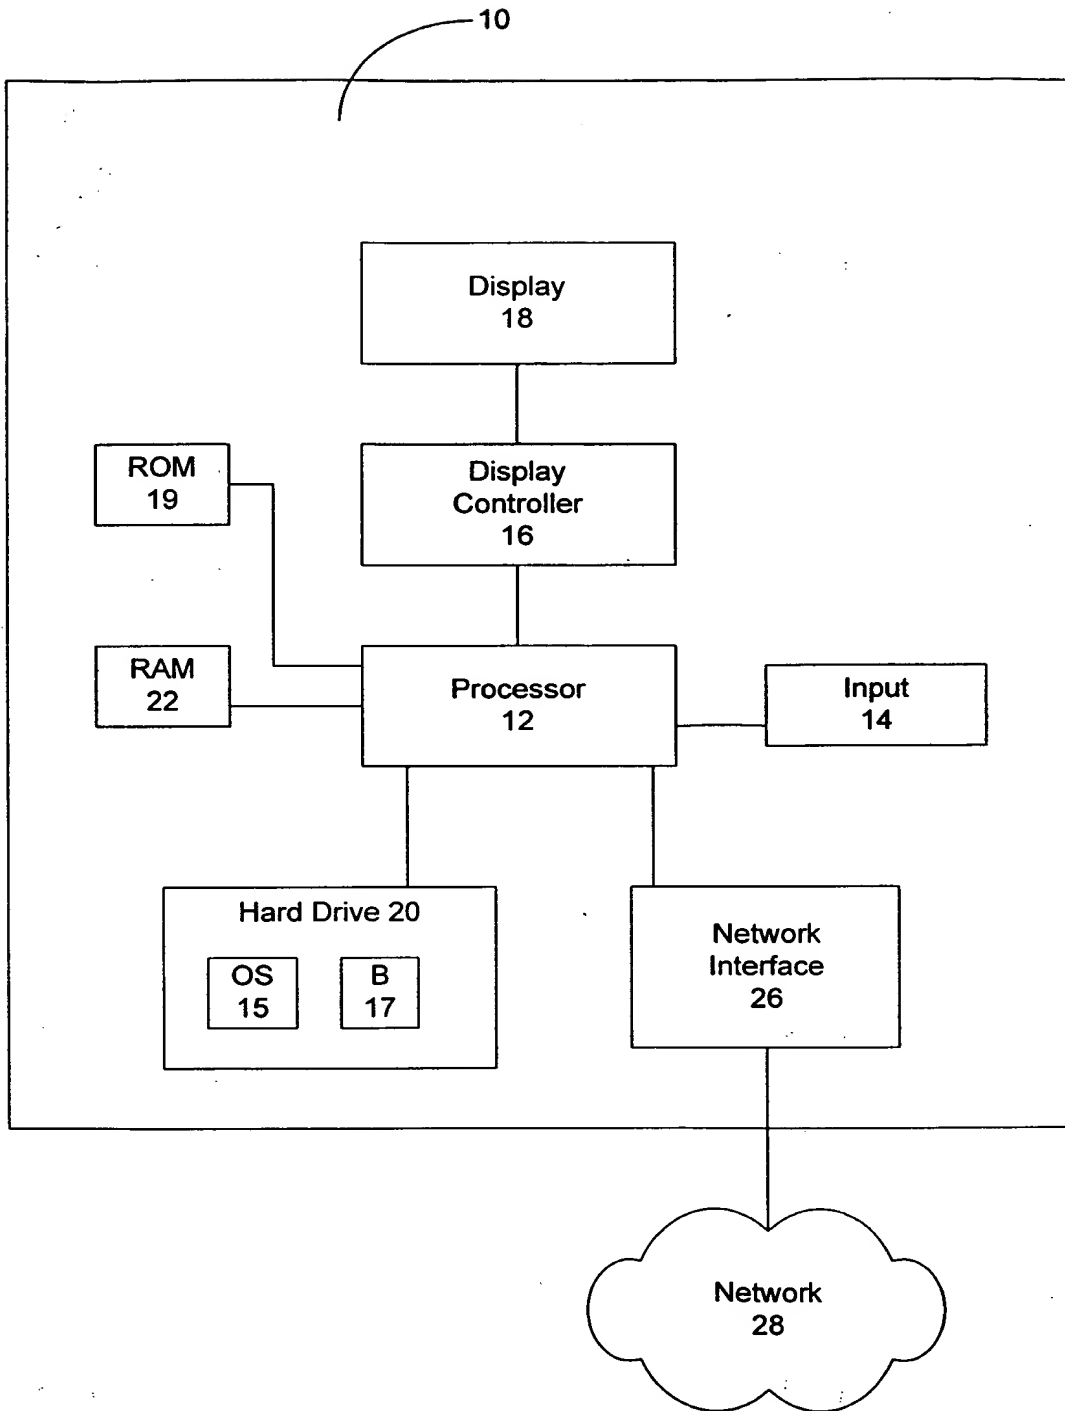 10
Display
18
ROM
19
Display
Controller
16
RAM
22
Processor
12
Input
14
Hard Drive 20
OS
15
B
17
Network
Interface
26
Network
28